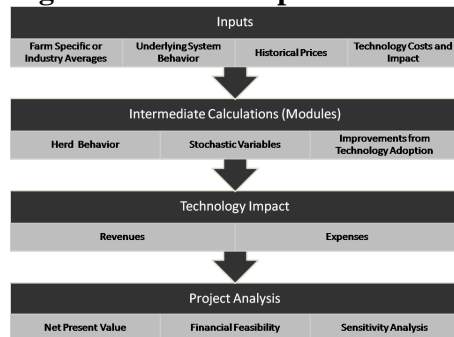 Inputs
Farm Specific or Underlying System Historical Prices Technology Costs and
Industry Averages Behavior Impact
Intermediate Calculations (Modules)
Herd Behavior Stochastic Variables Improvements from
Technology Adoption
Technology Impact
Revenues Expenses
Project Analysis
Net Present Value Financial Feasibility Sensitivity Analysis